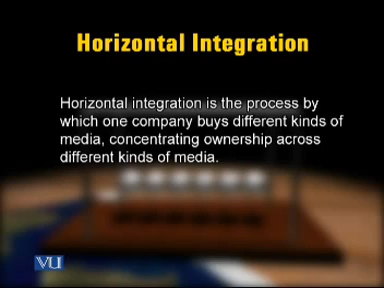 Horizontal Integration
Horizontal integration is the process by
which one company buys different kinds of
media, concentrating ownership across
different kinds of media.
VU